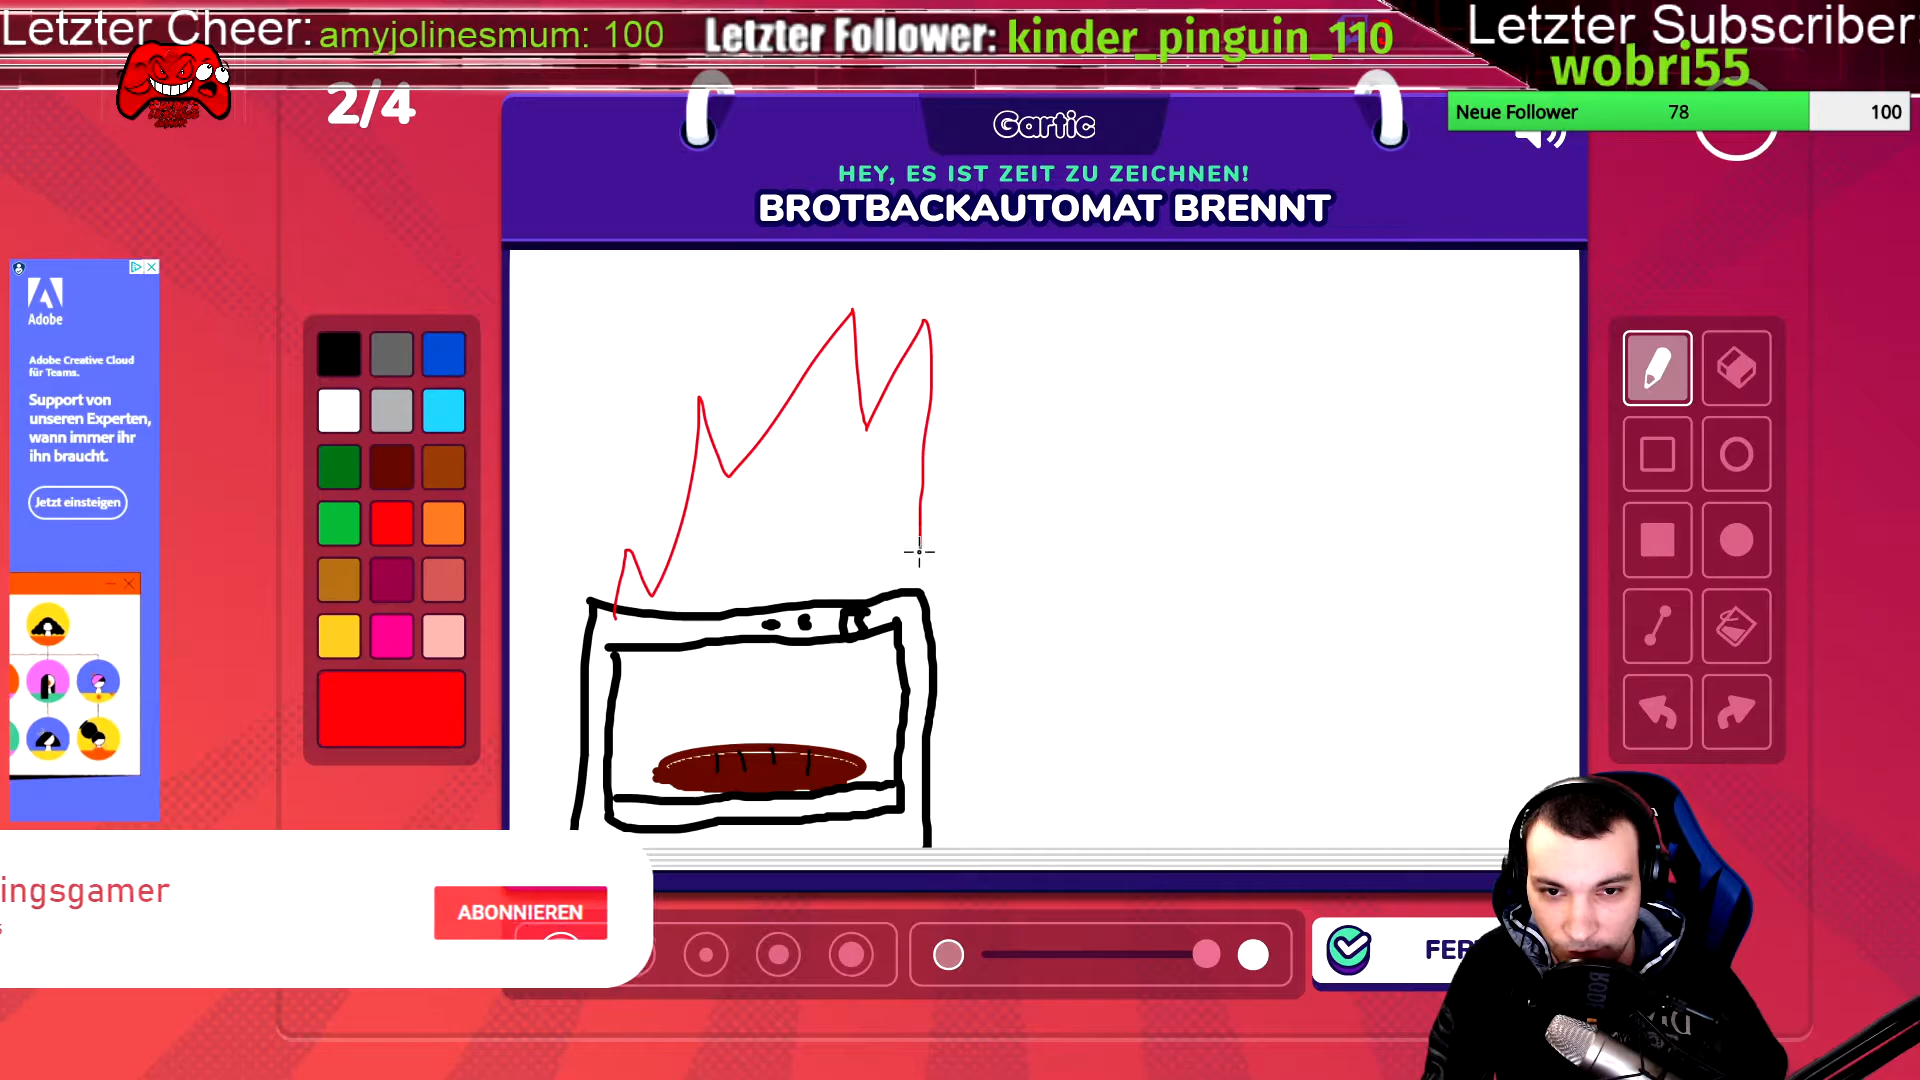 Letzter Cheer: amyjolinesmum: 100
Letzter Follower: kinder_pinguin_110
Letzter Subscriber:
wobri55
Neue Follower 78 100
2/4
Gartic
HEY, ES IST ZEIT ZU ZEICHNEN!
BROTBACKAUTOMAT BRENNT
Adobe
Adobe Creative Cloud
für Teams.
Support von
unseren Experten,
wann immer ihr
ihn braucht.
Jetzt einsteigen
ingsgamer
ABONNIEREN
FER